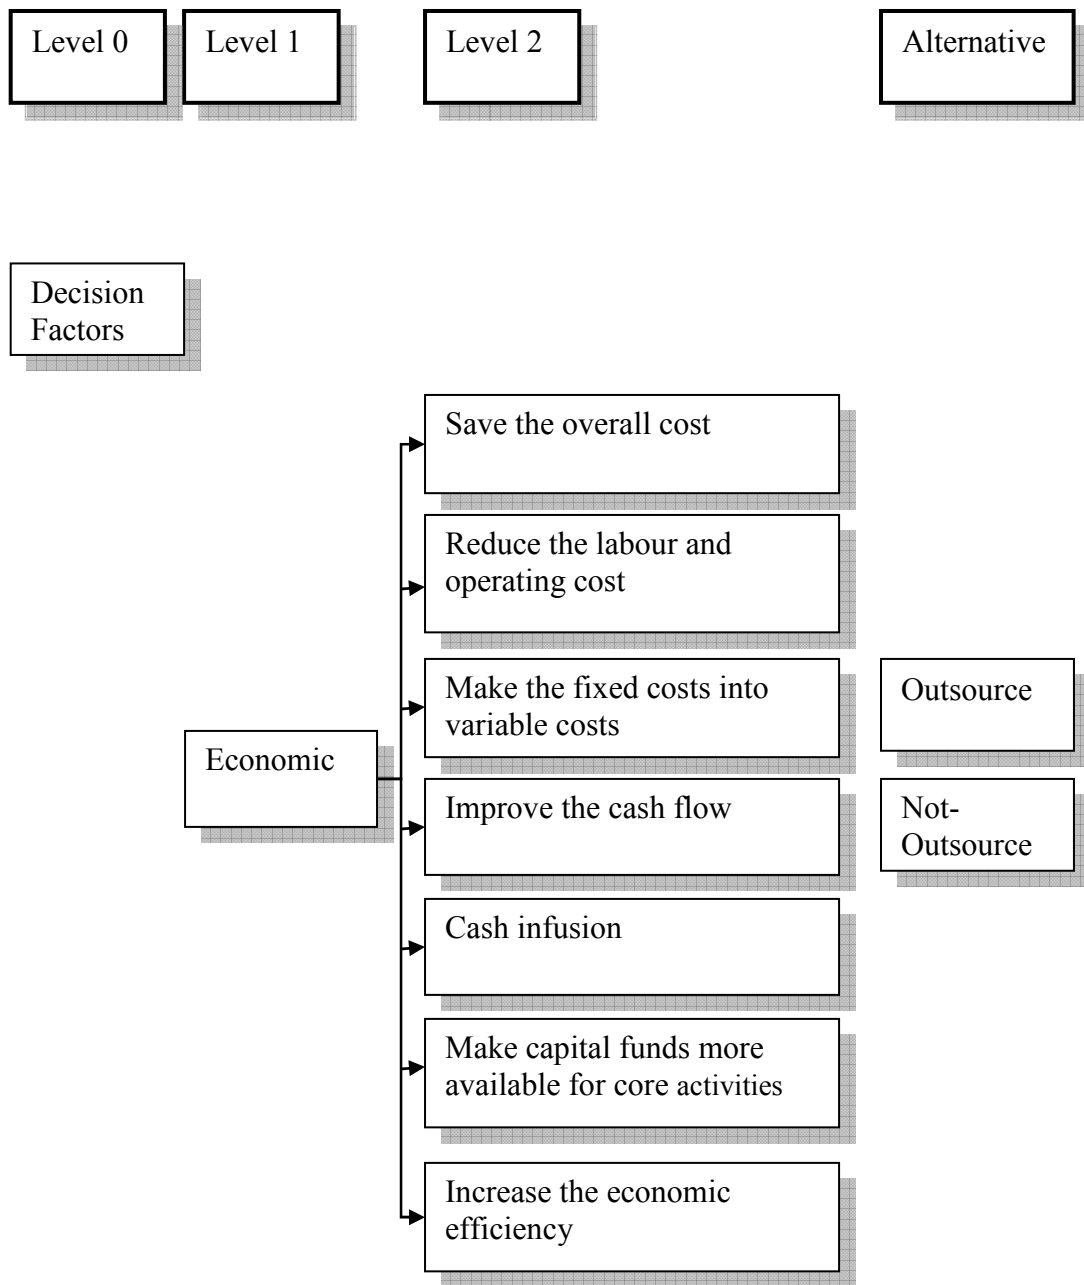 Level 0
Level 1
Level 2
Alternative
Decision
Factors
Save the overall cost
Reduce the labour and
operating cost
Make the fixed costs into
variable costs
Outsource
Economic
Improve the cash flow
Not-
Outsource
Cash infusion
Make capital funds more
available for core activities
Increase the economic
efficiency